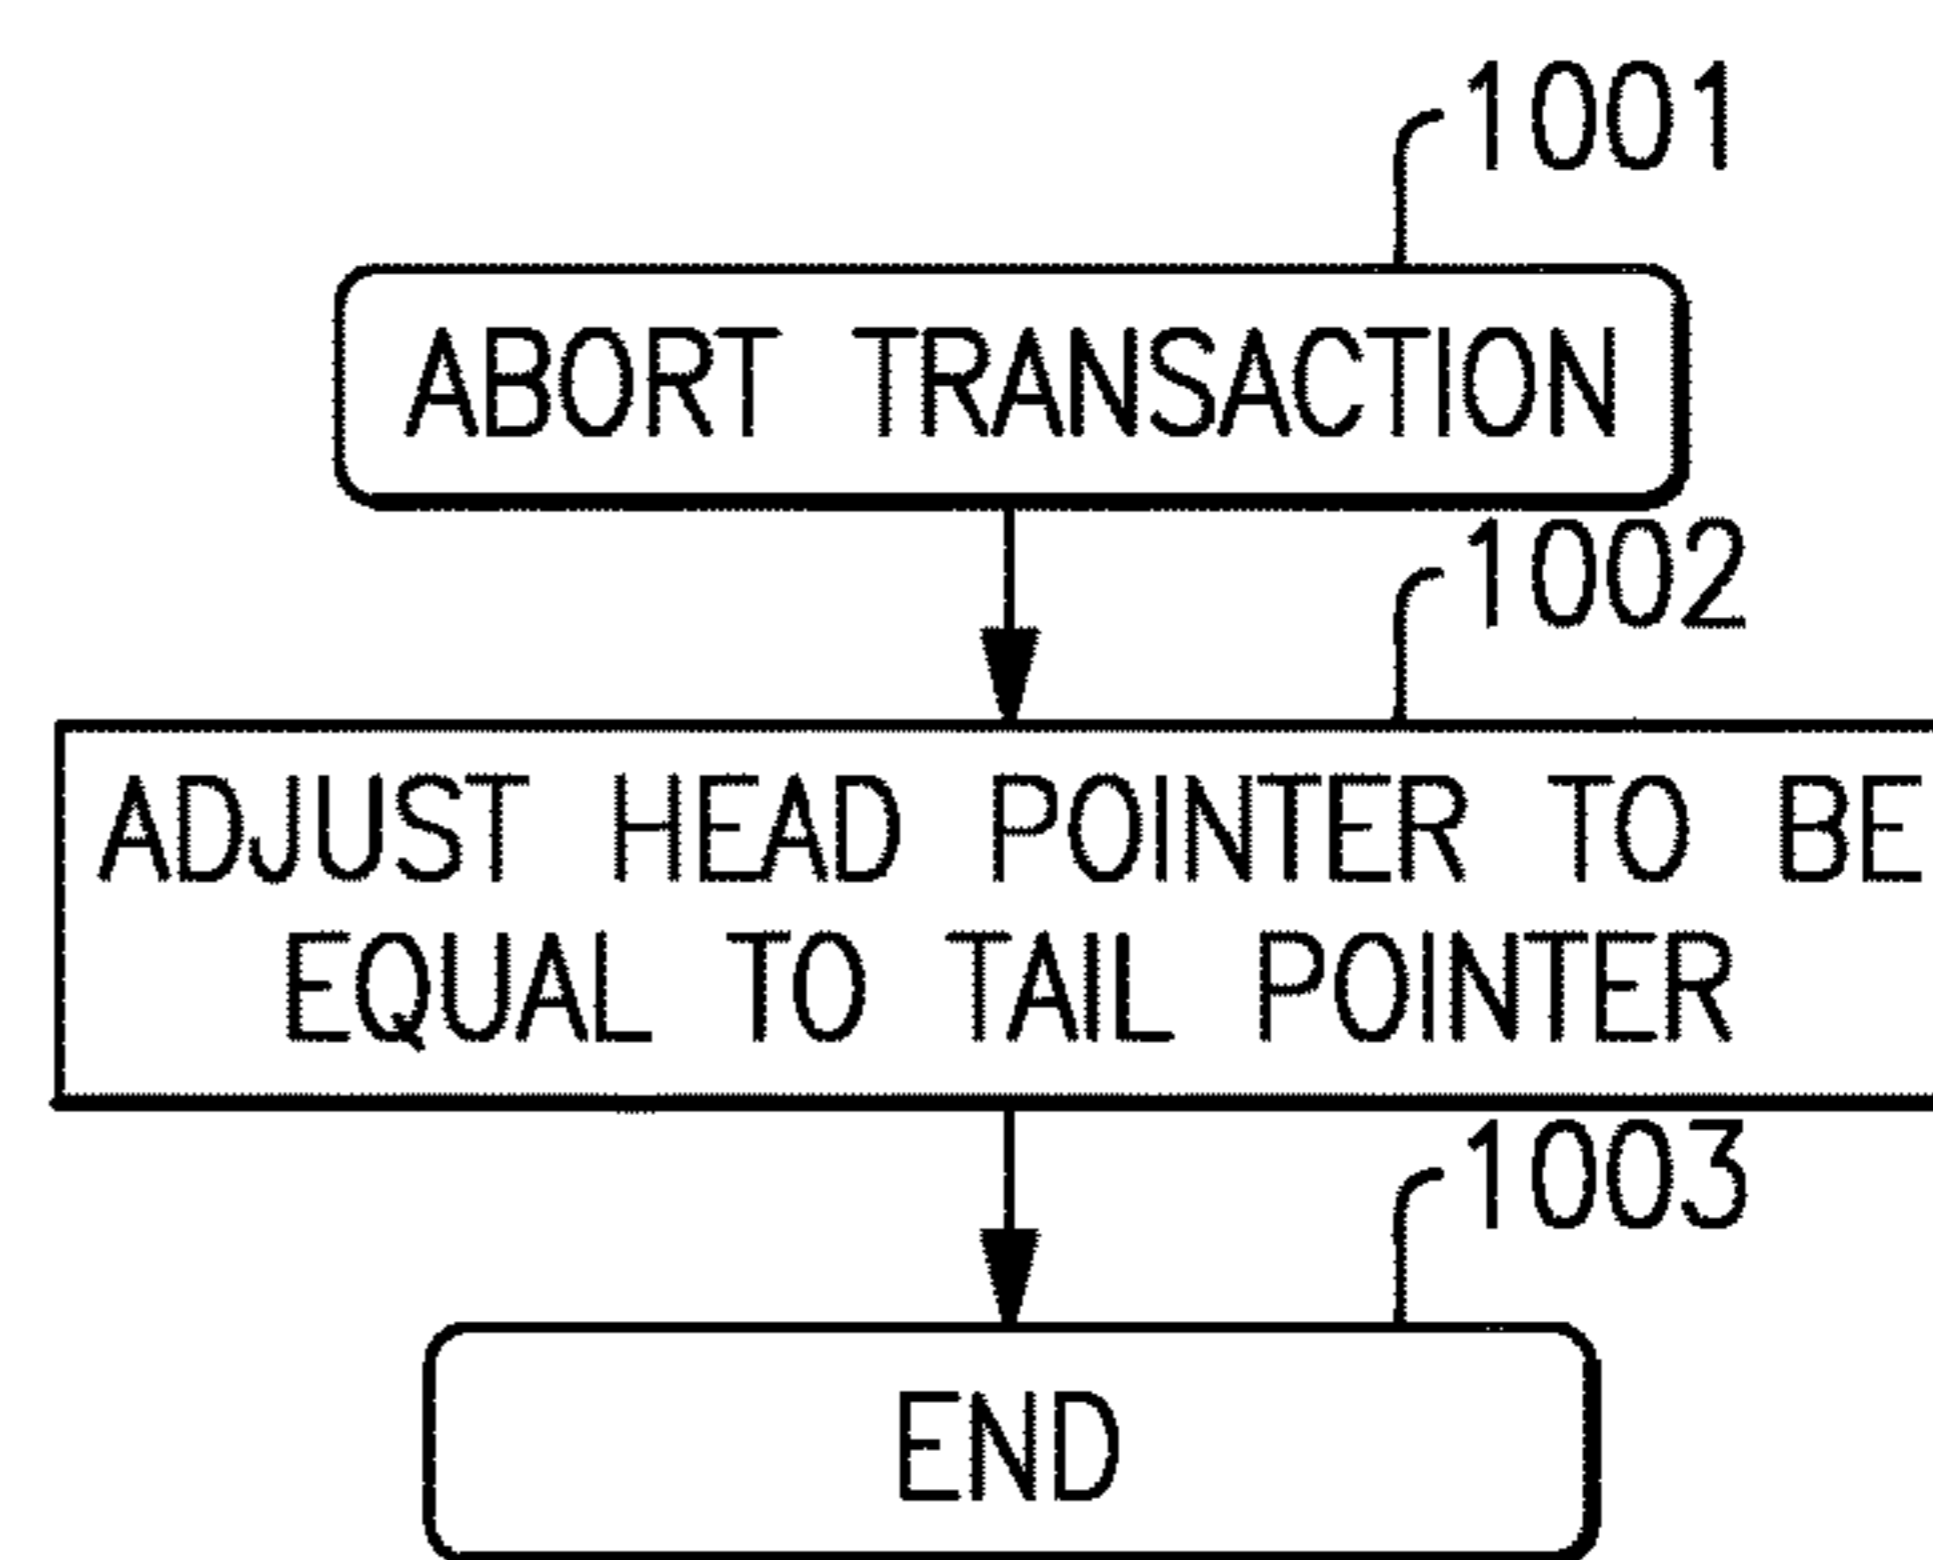 1001
ABORT TRANSACTION
1002
ADJUST HEAD POINTER TO BE
EQUAL TO TAIL POINTER
1003
END